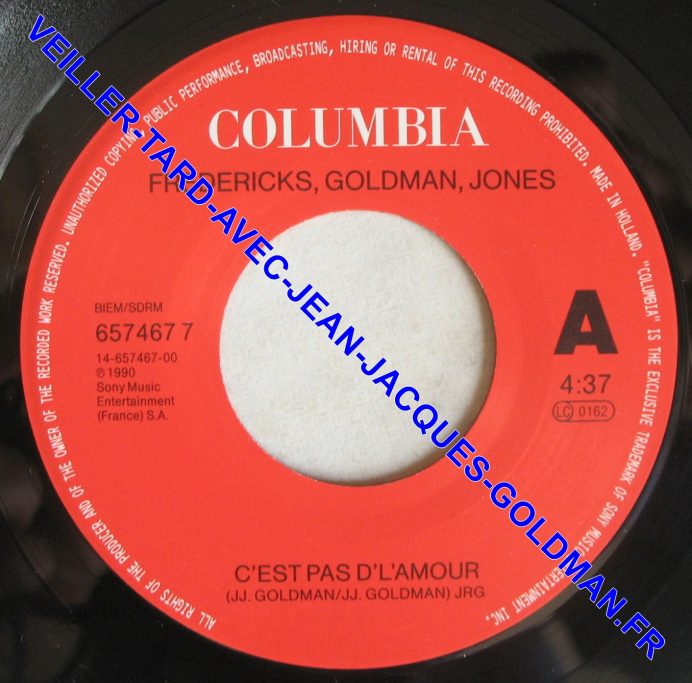 COLUMBIA
FREDERICKS, GOLDMAN, JONES
BIEM/SDRM
657467 7
14-657467-00
℗ 1990
Sony Music
Entertainment
(France) S.A.
A
4:37
LC 0162
C'EST PAS D'L'AMOUR
(JJ. GOLDMAN/JJ. GOLDMAN) JRG
ALL RIGHTS OF THE PRODUCER AND OF THE OWNER OF THE RECORDED WORK RESERVED. UNAUTHORIZED COPYING, PUBLIC PERFORMANCE, BROADCASTING, HIRING OR RENTAL OF THIS RECORDING PROHIBITED. MADE IN HOLLAND. "COLUMBIA" IS THE EXCLUSIVE TRADEMARK OF SONY MUSIC ENTERTAINMENT INC.
VEILLER-TARD-AVEC-JEAN-JACQUES-GOLDMAN.FR